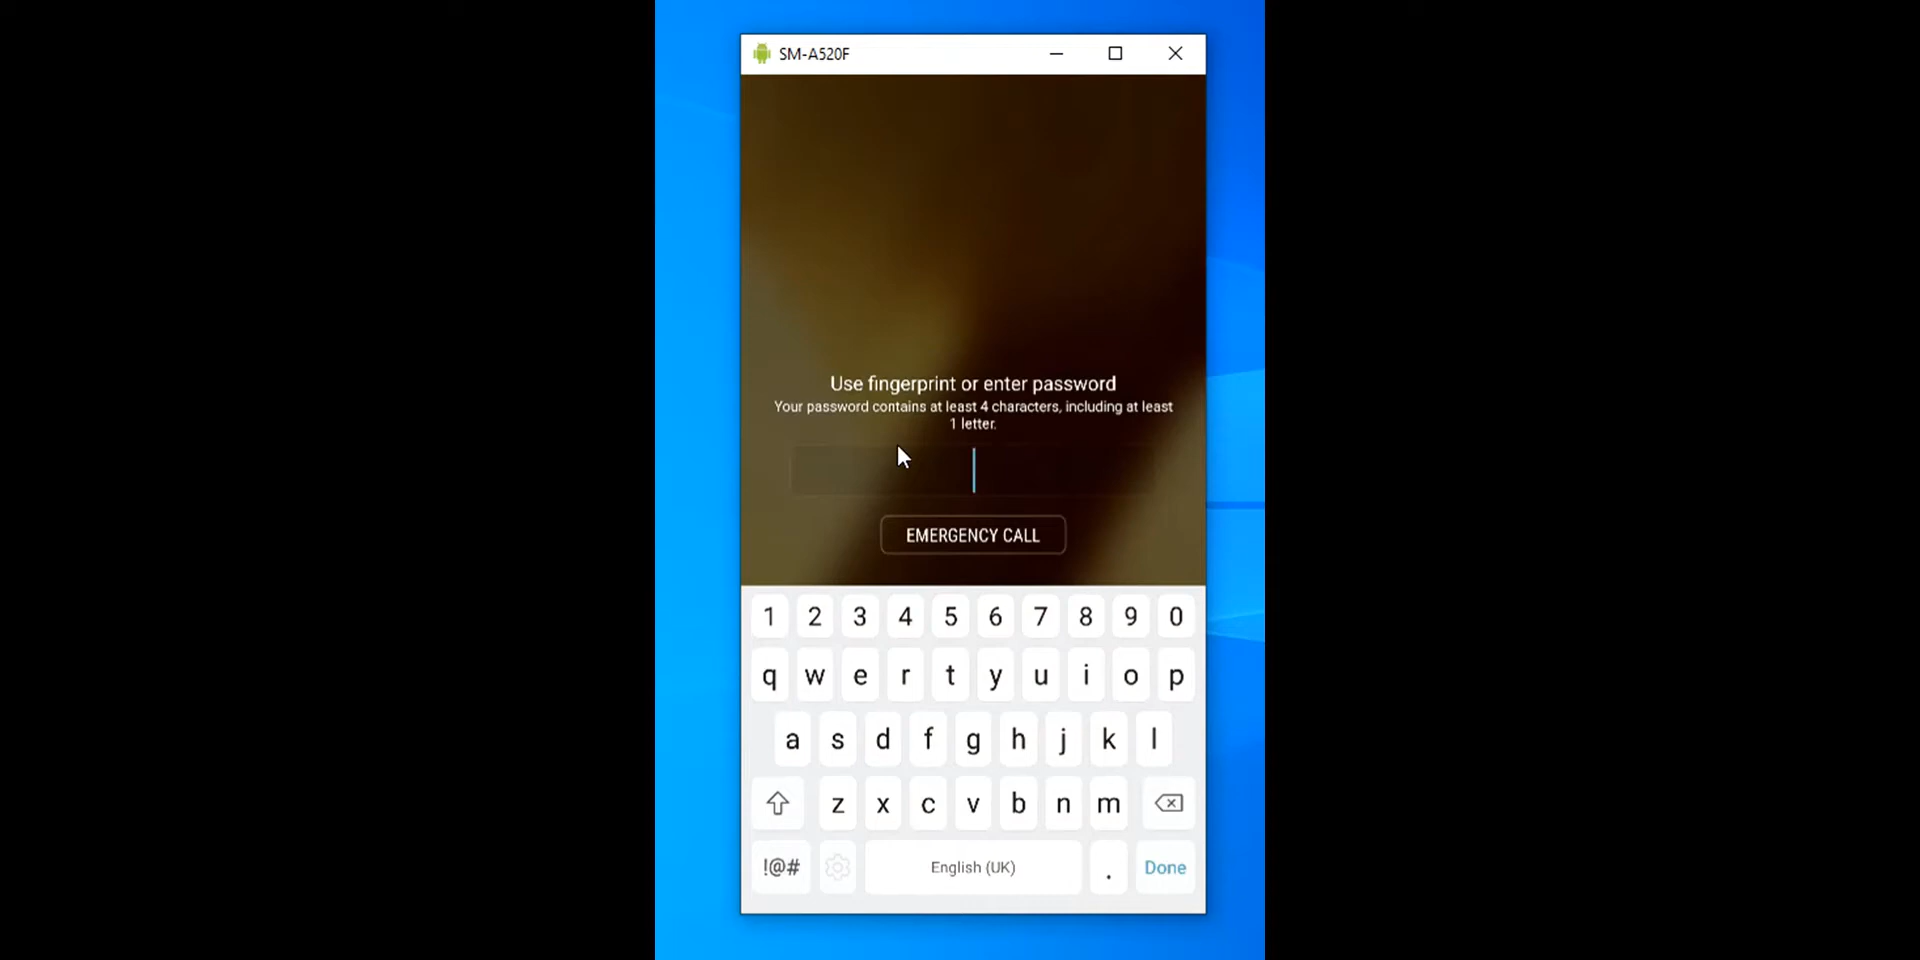 SM-A520F
Use fingerprint or enter password
Your password contains at least 4 characters, including at least
1 letter.
EMERGENCY CALL
1 2 3 4 5 6 7 8 9 0
q w e r t y u i o p
a s d f g h j k l
z x c v b n m
!@# English (UK) . Done